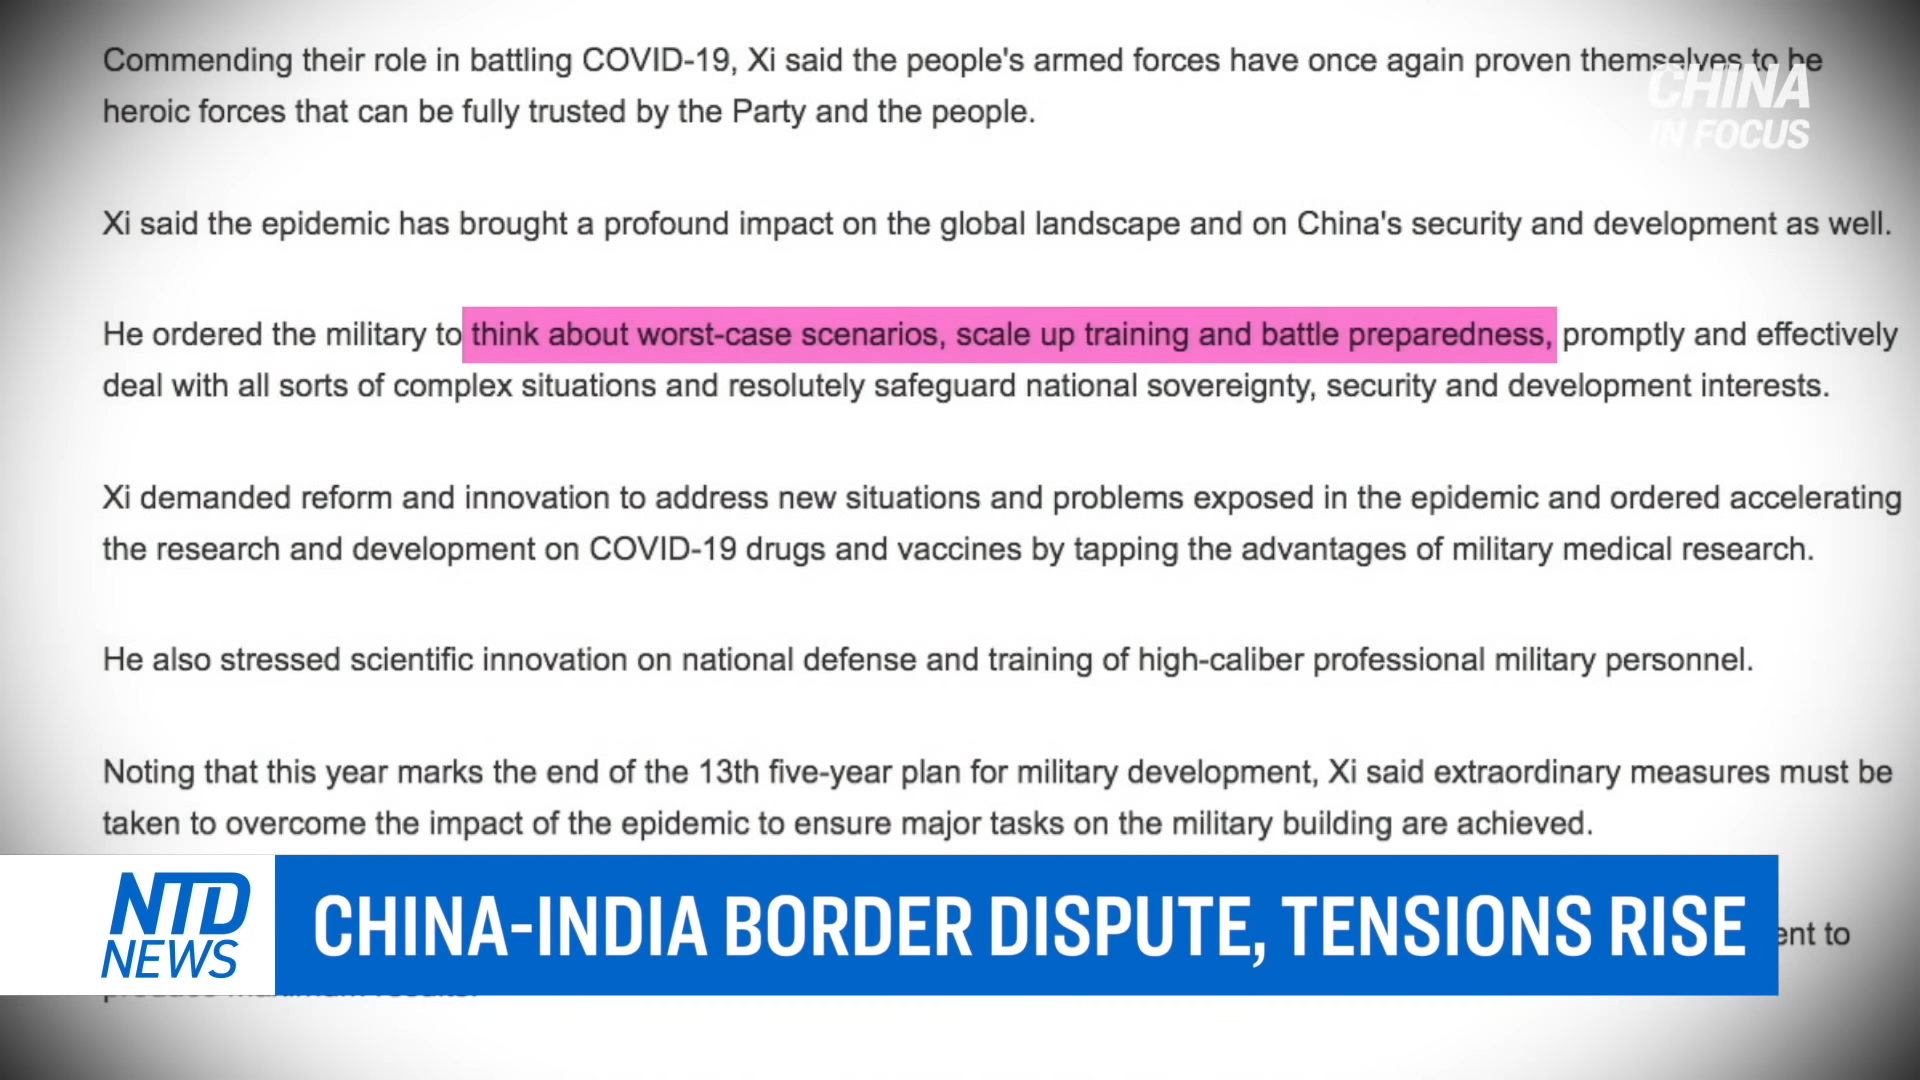 Commending their role in battling COVID-19, Xi said the people's armed forces have once again proven themselves to be
heroic forces that can be fully trusted by the Party and the people.
CHINA
IN FOCUS
Xi said the epidemic has brought a profound impact on the global landscape and on China's security and development as well.
He ordered the military to think about worst-case scenarios, scale up training and battle preparedness, promptly and effectively
deal with all sorts of complex situations and resolutely safeguard national sovereignty, security and development interests.
Xi demanded reform and innovation to address new situations and problems exposed in the epidemic and ordered accelerating
the research and development on COVID-19 drugs and vaccines by tapping the advantages of military medical research.
He also stressed scientific innovation on national defense and training of high-caliber professional military personnel.
Noting that this year marks the end of the 13th five-year plan for military development, Xi said extraordinary measures must be
taken to overcome the impact of the epidemic to ensure major tasks on the military building are achieved.
to
NTD
NEWS
CHINA-INDIA BORDER DISPUTE, TENSIONS RISE